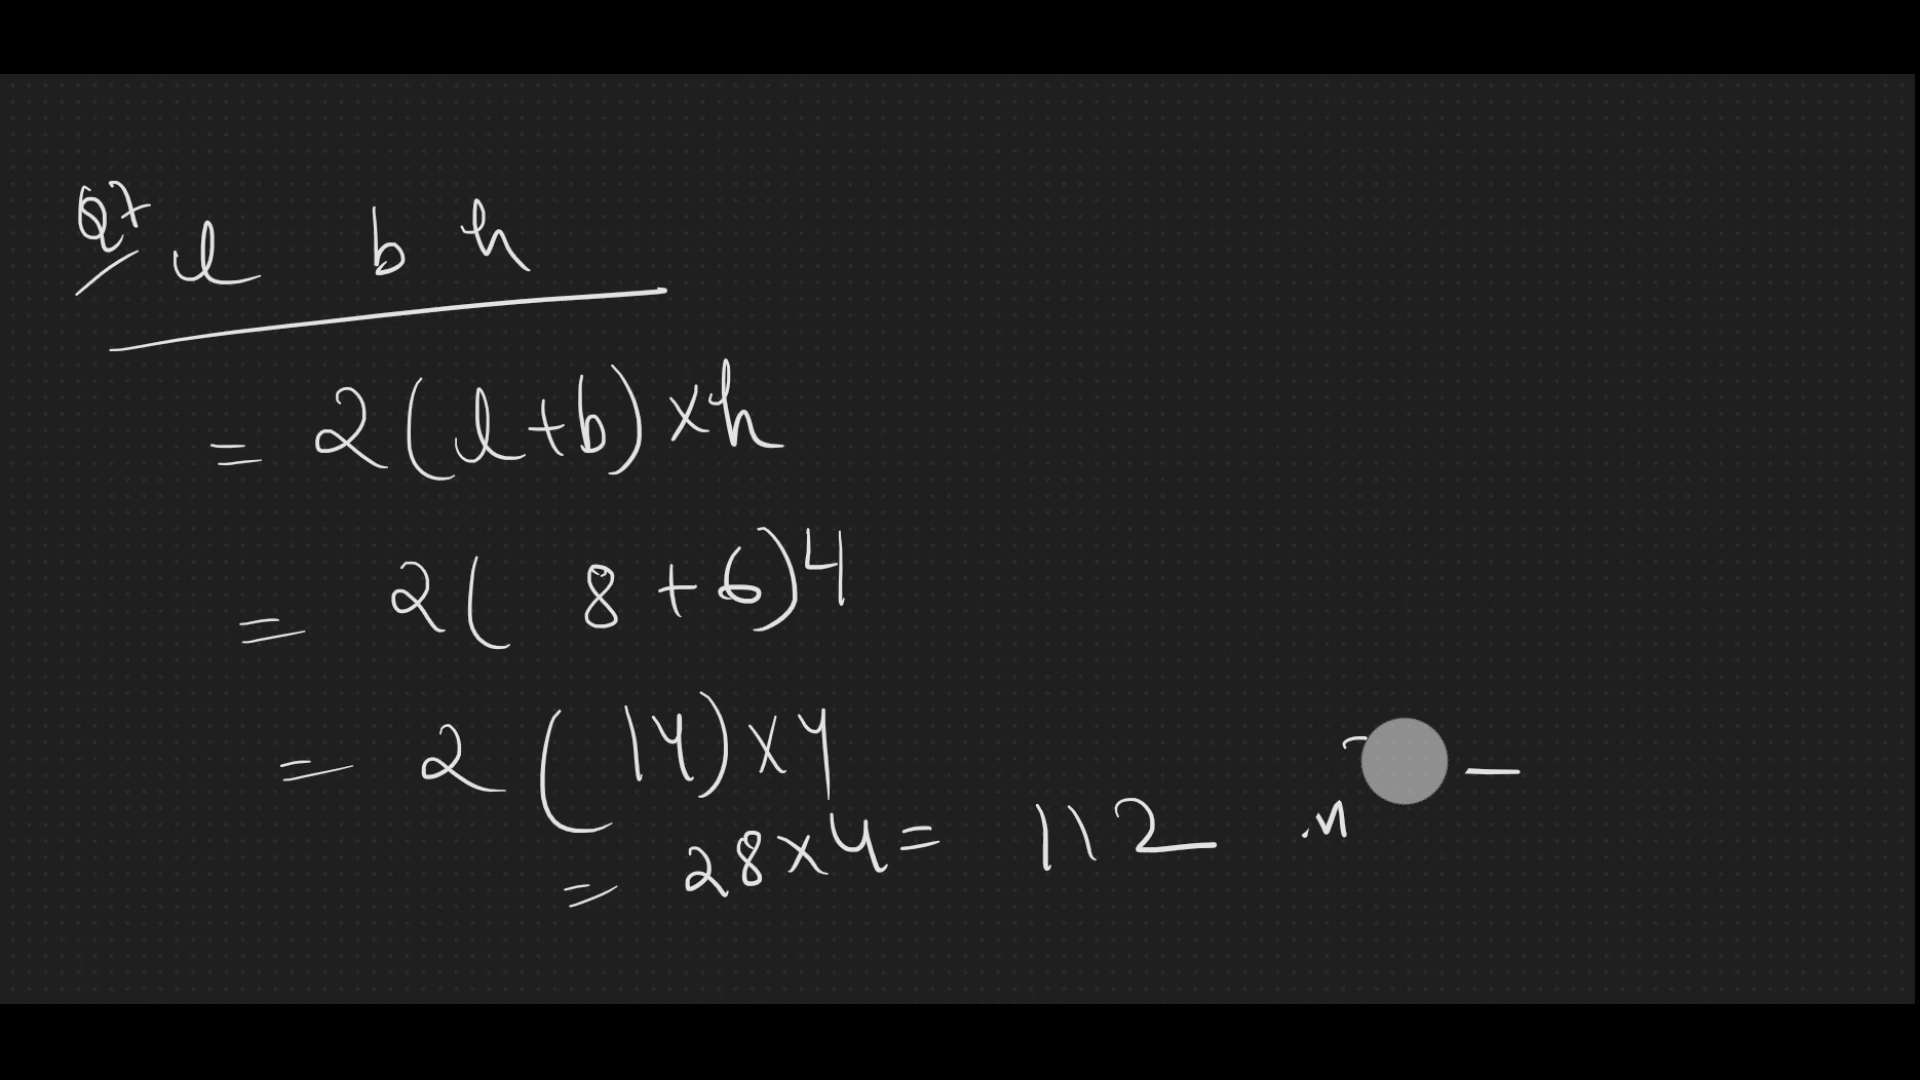 Q7
l b h
= 2(l+b)×h
= 2( 8+6)4
= 2(14)×4
= 28×4= 112